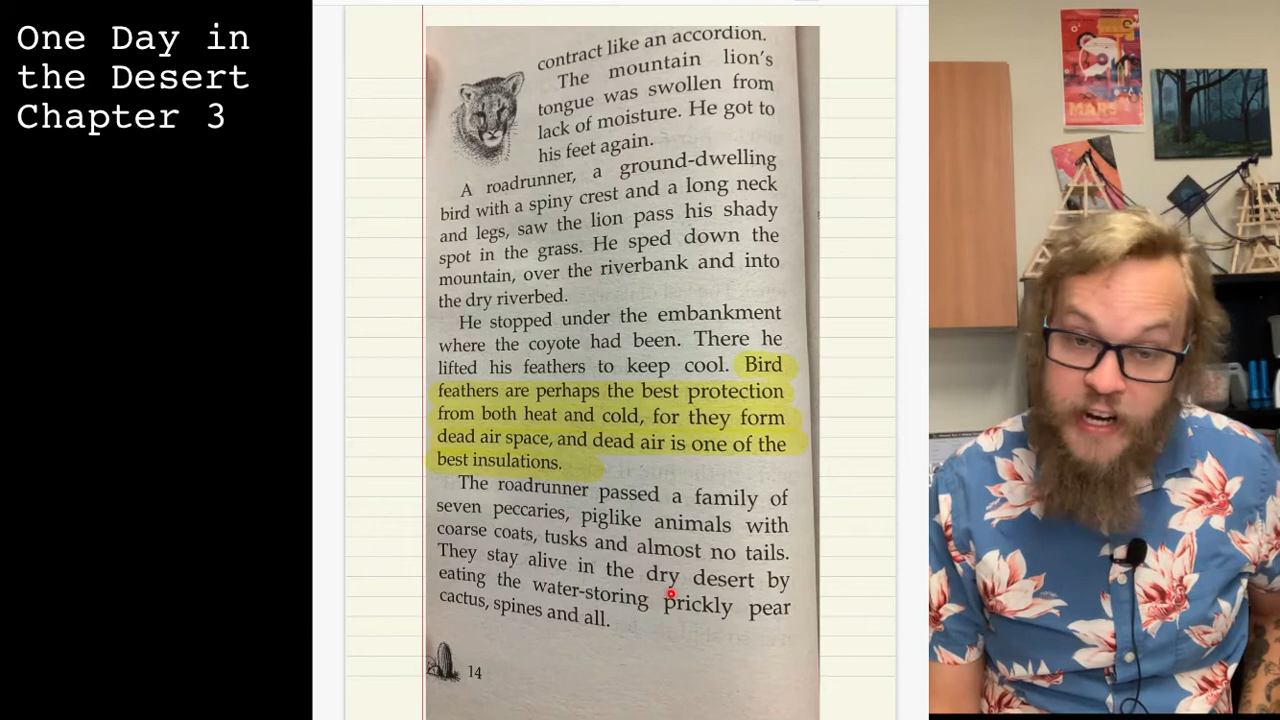 One Day in
the Desert
Chapter 3
contract like an accordion.
The mountain lion's
tongue was swollen from
lack of moisture. He got to
his feet again.
A roadrunner, a ground-dwelling
bird with a spiny crest and a long neck
and legs, saw the lion pass his shady
spot in the grass. He sped down the
mountain, over the riverbank and into
the dry riverbed.
He stopped under the embankment
where the coyote had been. There he
lifted his feathers to keep cool. Bird
feathers are perhaps the best protection
from both heat and cold, for they form
dead air space, and dead air is one of the
best insulations.
The roadrunner passed a family of
seven peccaries, piglike animals with
coarse coats, tusks and almost no tails.
They stay alive in the dry desert by
eating the water-storing prickly pear
cactus, spines and all.
14
MARS